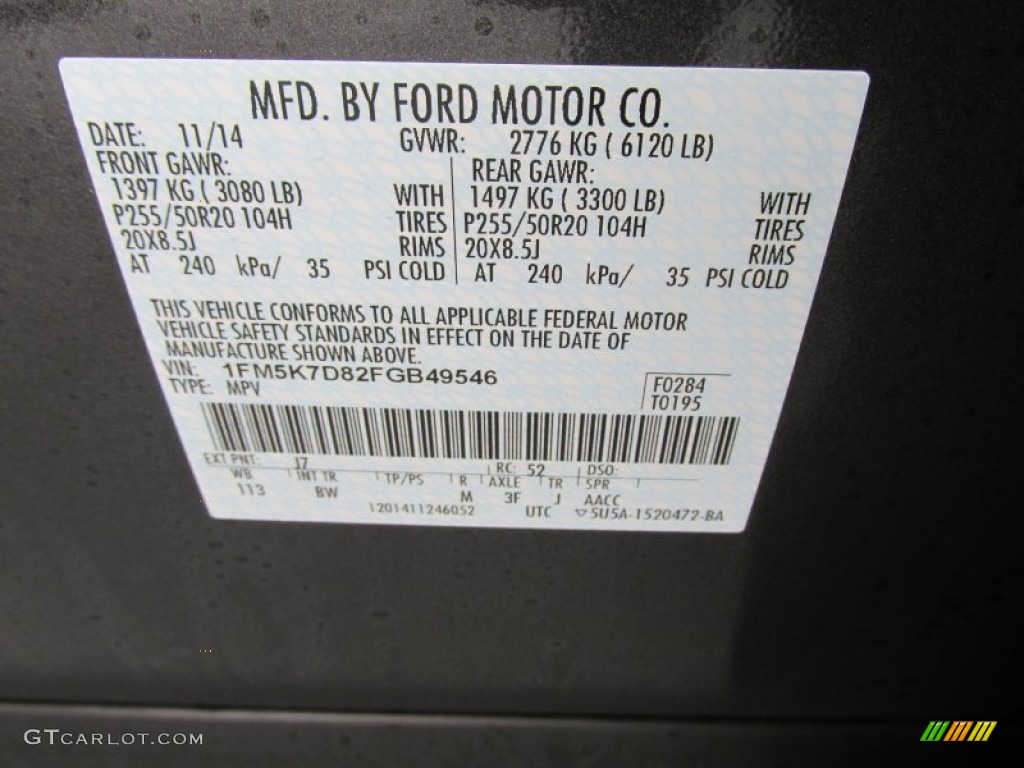 MFD. BY FORD MOTOR CO.
DATE: 11/14 GVWR: 2776 KG ( 6120 LB)
FRONT GAWR: REAR GAWR:
1397 KG ( 3080 LB) WITH 1497 KG ( 3300 LB) WITH
P255/50R20 104H TIRES P255/50R20 104H TIRES
20X8.5J RIMS 20X8.5J RIMS
AT 240 kPa/ 35 PSI COLD AT 240 kPa/ 35 PSI COLD
THIS VEHICLE CONFORMS TO ALL APPLICABLE FEDERAL MOTOR
VEHICLE SAFETY STANDARDS IN EFFECT ON THE DATE OF
MANUFACTURE SHOWN ABOVE.
VIN: 1FM5K7D82FGB49546 F0284
TYPE: MPV T0195
EXT PNT: J7 RC: 52 DSO:
WB INT TR TP/PS R AXLE TR SPR
113 BW M 3F J AACC
1201411246052 UTC ▽5U5A-1520472-BA
GTCARLOT.COM